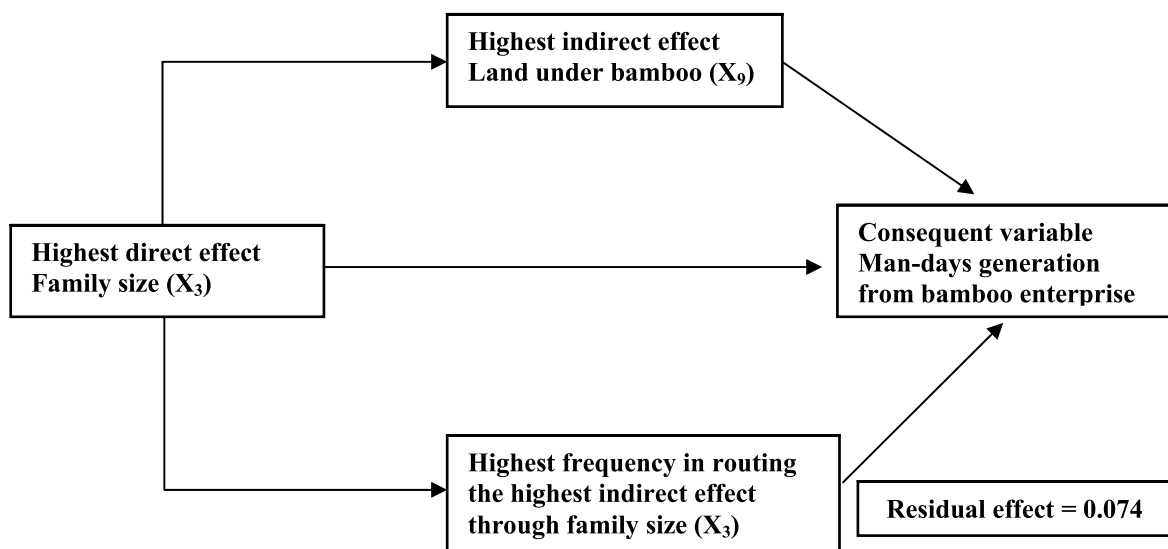 Highest indirect effect
Land under bamboo (X₉)
Highest direct effect
Family size (X₃)
Consequent variable
Man-days generation
from bamboo enterprise
Highest frequency in routing
the highest indirect effect
through family size (X₃)
Residual effect = 0.074